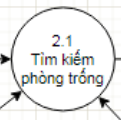 2.1
Tìm kiếm
phòng trống